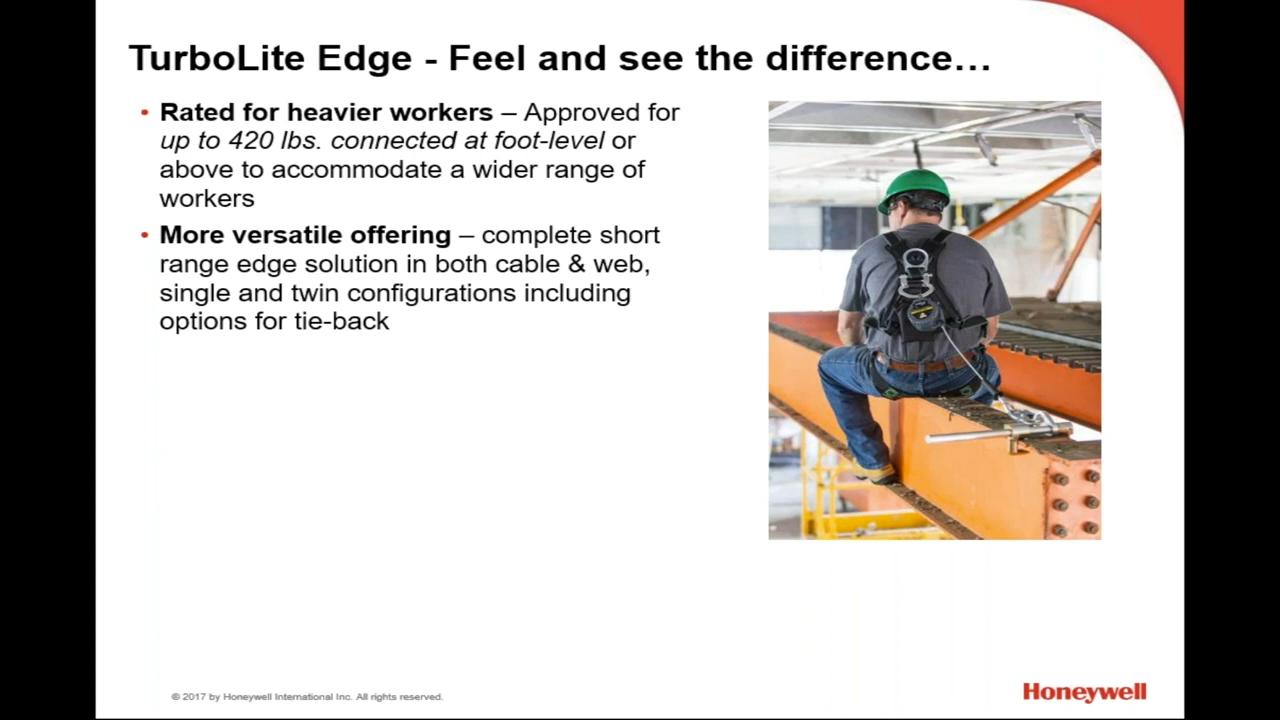 TurboLite Edge - Feel and see the difference…
• Rated for heavier workers – Approved for
up to 420 lbs. connected at foot-level or
above to accommodate a wider range of
workers
• More versatile offering – complete short
range edge solution in both cable & web,
single and twin configurations including
options for tie-back
© 2017 by Honeywell International Inc. All rights reserved.
Honeywell